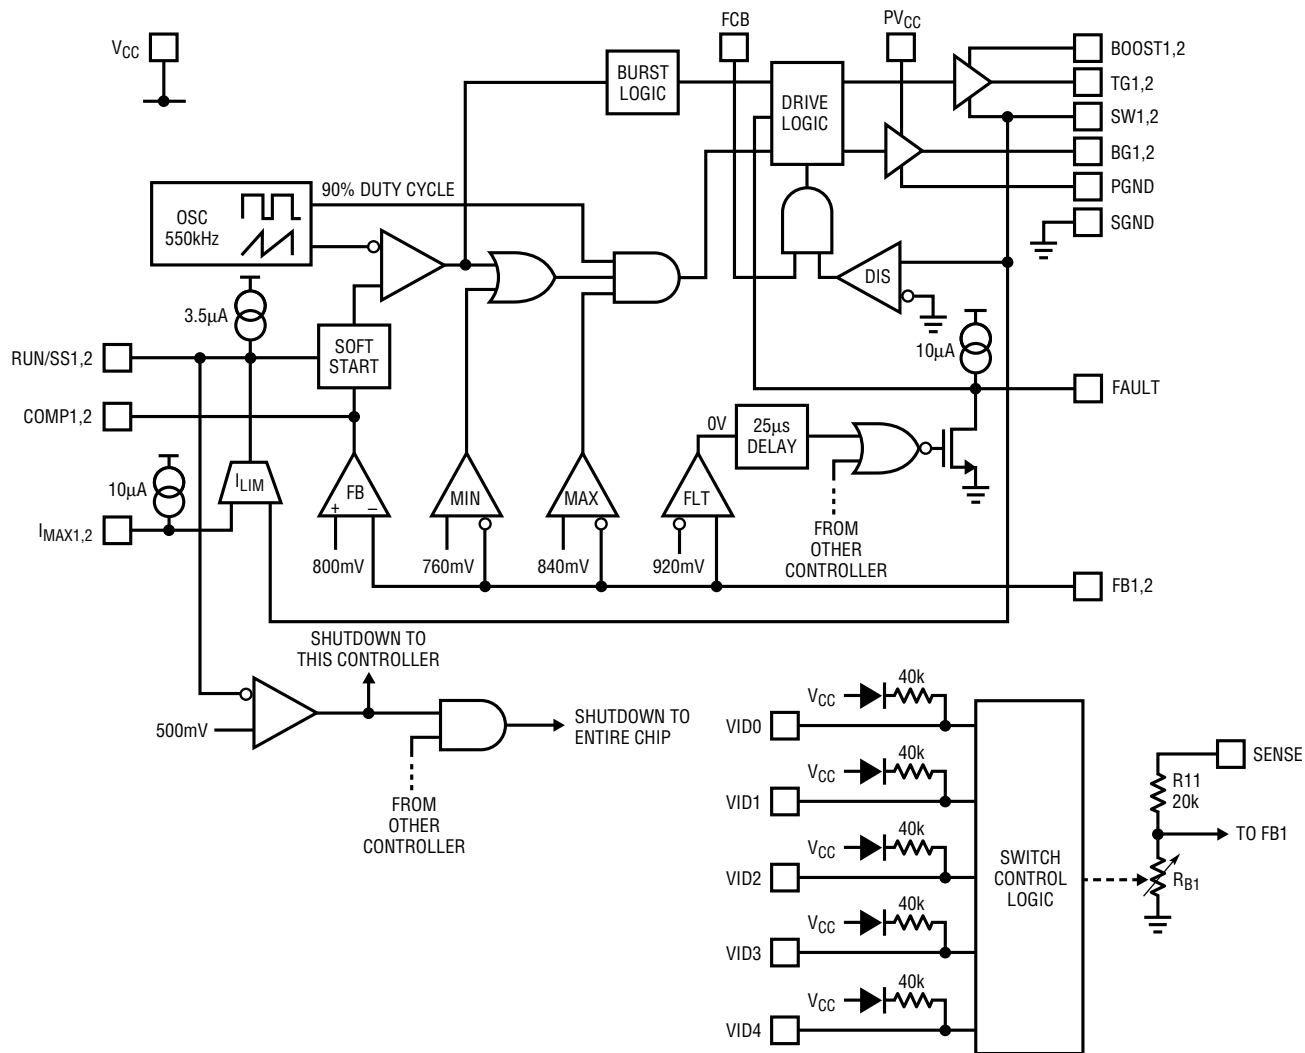 FCB
PVCC
VCC
BOOST1,2
BURST
LOGIC
DRIVE
LOGIC
TG1,2
SW1,2
BG1,2
PGND
SGND
90% DUTY CYCLE
OSC
550kHz
DIS
3.5µA
10µA
RUN/SS1,2
SOFT
START
FAULT
COMP1,2
0V
25µs
DELAY
10µA
ILIM
FB
+
–
MIN
MAX
FLT
IMAX1,2
FROM
OTHER
CONTROLLER
800mV
760mV
840mV
920mV
FB1,2
SHUTDOWN TO
THIS CONTROLLER
500mV
SHUTDOWN TO
ENTIRE CHIP
FROM
OTHER
CONTROLLER
VCC
40k
VID0
VCC
40k
VID1
VCC
40k
VID2
VCC
40k
VID3
VCC
40k
VID4
SWITCH
CONTROL
LOGIC
SENSE
R11
20k
TO FB1
RB1